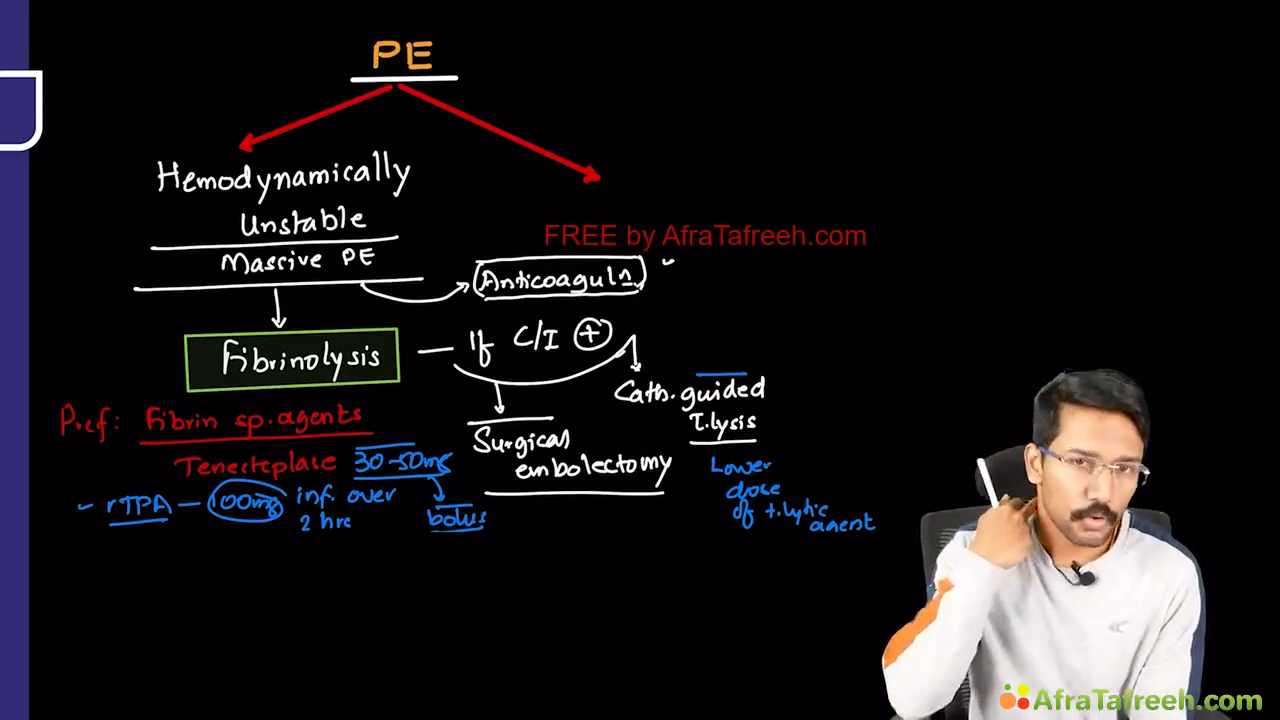 PE
Hemodynamically
Unstable
Massive PE
FREE by AfraTafreeh.com
Anticoagul
Fibrinolysis
If C/I +
Cath. guided
T.lysis
Surgical
embolectomy
Pref: Fibrin sp. agents
Tenecteplase 30-50mg
bolus
rTPA — 100mg inf. over
2 hrs
Lower
dose
of t.lytic
agent
AfraTafreeh.com